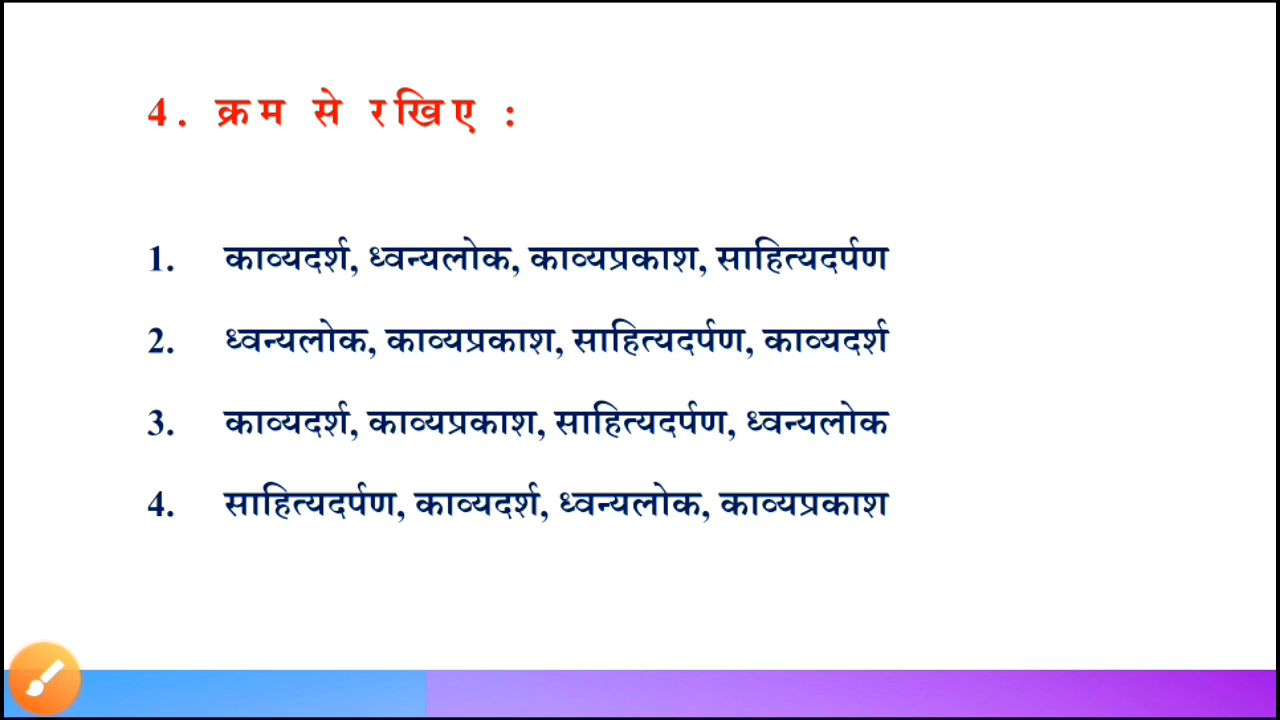 4. क्रम से रखिए :
1. काव्यदर्श, ध्वन्यलोक, काव्यप्रकाश, साहित्यदर्पण
2. ध्वन्यलोक, काव्यप्रकाश, साहित्यदर्पण, काव्यदर्श
3. काव्यदर्श, काव्यप्रकाश, साहित्यदर्पण, ध्वन्यलोक
4. साहित्यदर्पण, काव्यदर्श, ध्वन्यलोक, काव्यप्रकाश